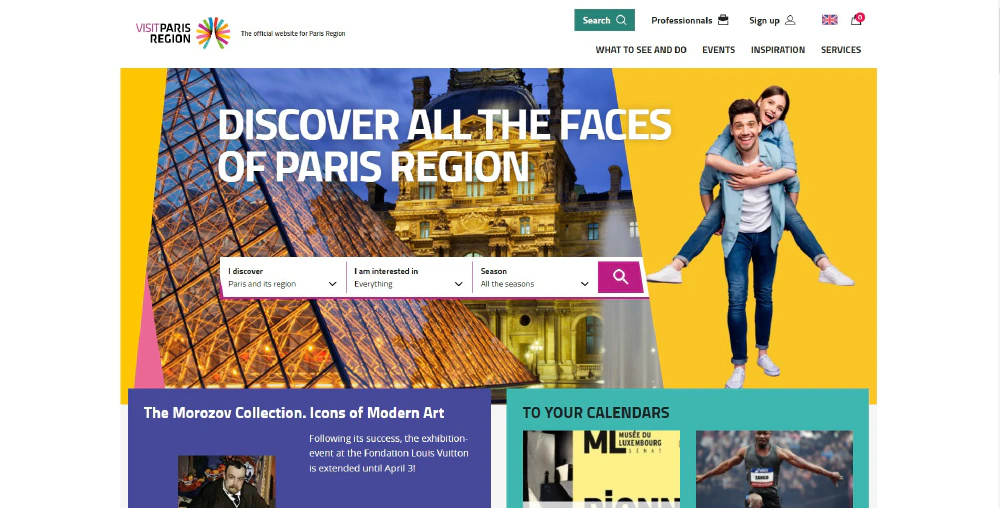 VISITPARIS
REGION
The official website for Paris Region
Search
Professionnals
Sign up
0
WHAT TO SEE AND DO
EVENTS
INSPIRATION
SERVICES
DISCOVER ALL THE FACES
OF PARIS REGION
I discover
Paris and its region
I am interested in
Everything
Season
All the seasons
The Morozov Collection. Icons of Modern Art
Following its success, the exhibition-
event at the Fondation Louis Vuitton
is extended until April 3!
TO YOUR CALENDARS
ML
MUSÉE DU
LUXEMBOURG
SÉNAT